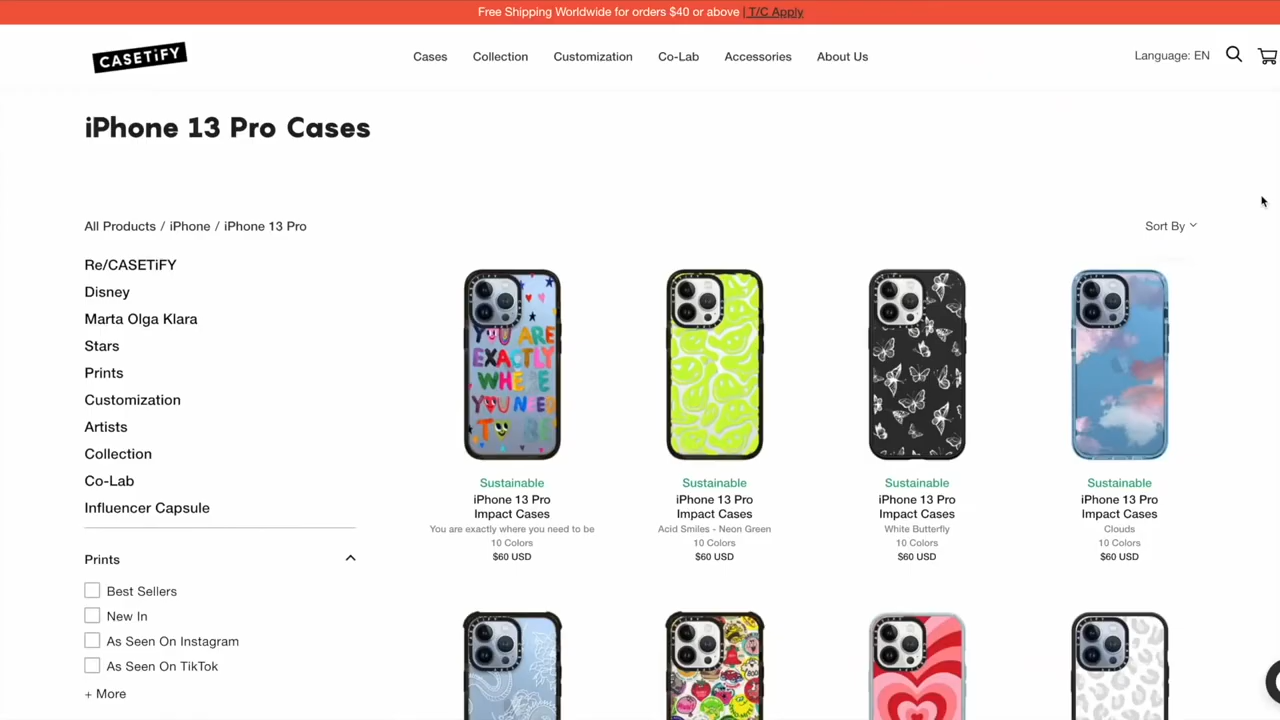 Free Shipping Worldwide for orders $40 or above | T/C Apply
CASETiFY
Cases
Collection
Customization
Co-Lab
Accessories
About Us
Language: EN
iPhone 13 Pro Cases
All Products / iPhone / iPhone 13 Pro
Sort By
Re/CASETiFY
Disney
Marta Olga Klara
Stars
Prints
Customization
Artists
Collection
Co-Lab
Influencer Capsule
Prints
Best Sellers
New In
As Seen On Instagram
As Seen On TikTok
+ More
YOU ARE
EXACTLY
WHERE
YOU NEED
Sustainable
iPhone 13 Pro
Impact Cases
You are exactly where you need to be
10 Colors
$60 USD
Sustainable
iPhone 13 Pro
Impact Cases
Acid Smiles - Neon Green
10 Colors
$60 USD
Sustainable
iPhone 13 Pro
Impact Cases
White Butterfly
10 Colors
$60 USD
Sustainable
iPhone 13 Pro
Impact Cases
Clouds
10 Colors
$60 USD